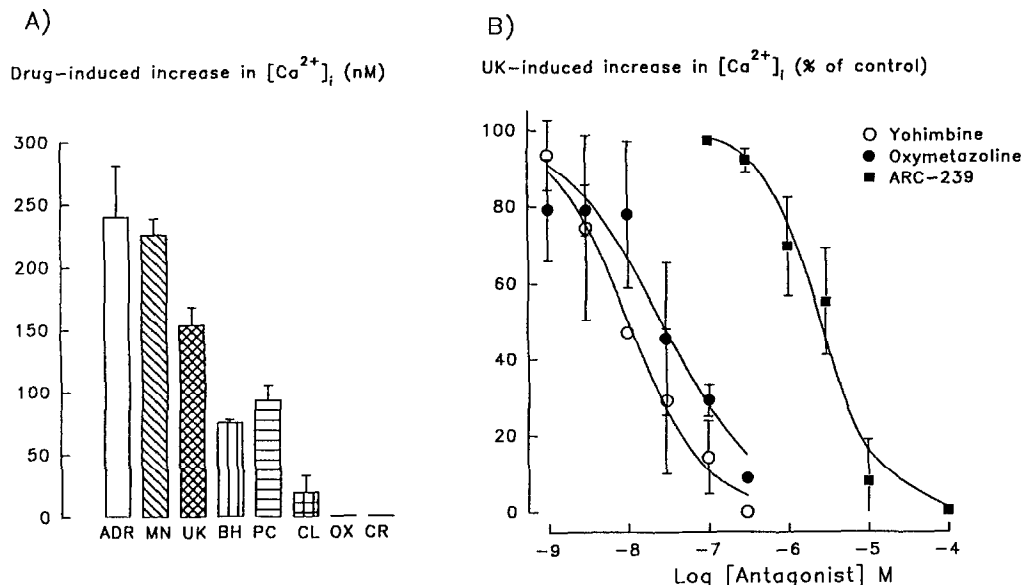 A)
Drug-induced increase in [Ca²⁺]ᵢ (nM)
300
250
200
150
100
50
0
ADR MN UK BH PC CL OX CR
B)
UK-induced increase in [Ca²⁺]ᵢ (% of control)
100
80
60
40
20
0
○ Yohimbine
● Oxymetazoline
■ ARC-239
-9 -8 -7 -6 -5 -4
Log [Antagonist] M